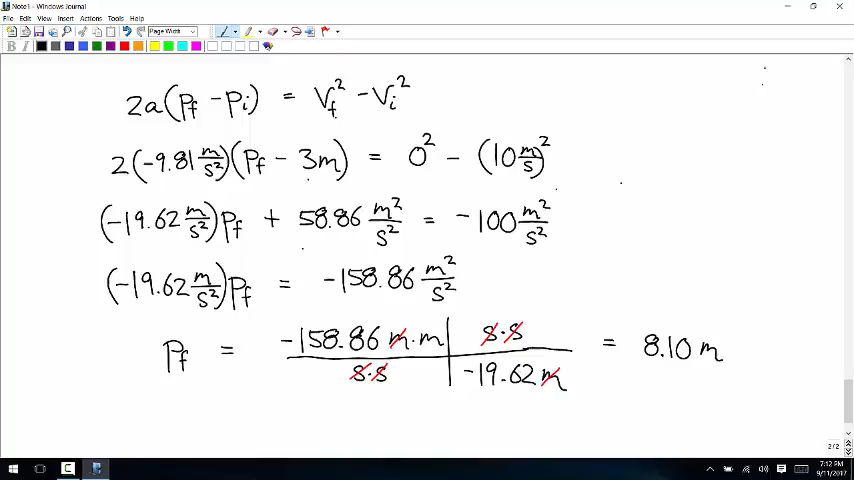 Note1 - Windows Journal
File Edit View Insert Actions Tools Help
Page Width
B I
2a(Pf - Pi) = Vf² - Vi²
2(-9.81 m/s²)(Pf - 3m) = 0² - (10 m/s)²
(-19.62 m/s²)Pf + 58.86 m²/s² = -100 m²/s²
(-19.62 m/s²)Pf = -158.86 m²/s²
Pf = -158.86 m·m | s·s = 8.10 m
s·s | -19.62 m
2/2
7:12 PM
9/11/2017